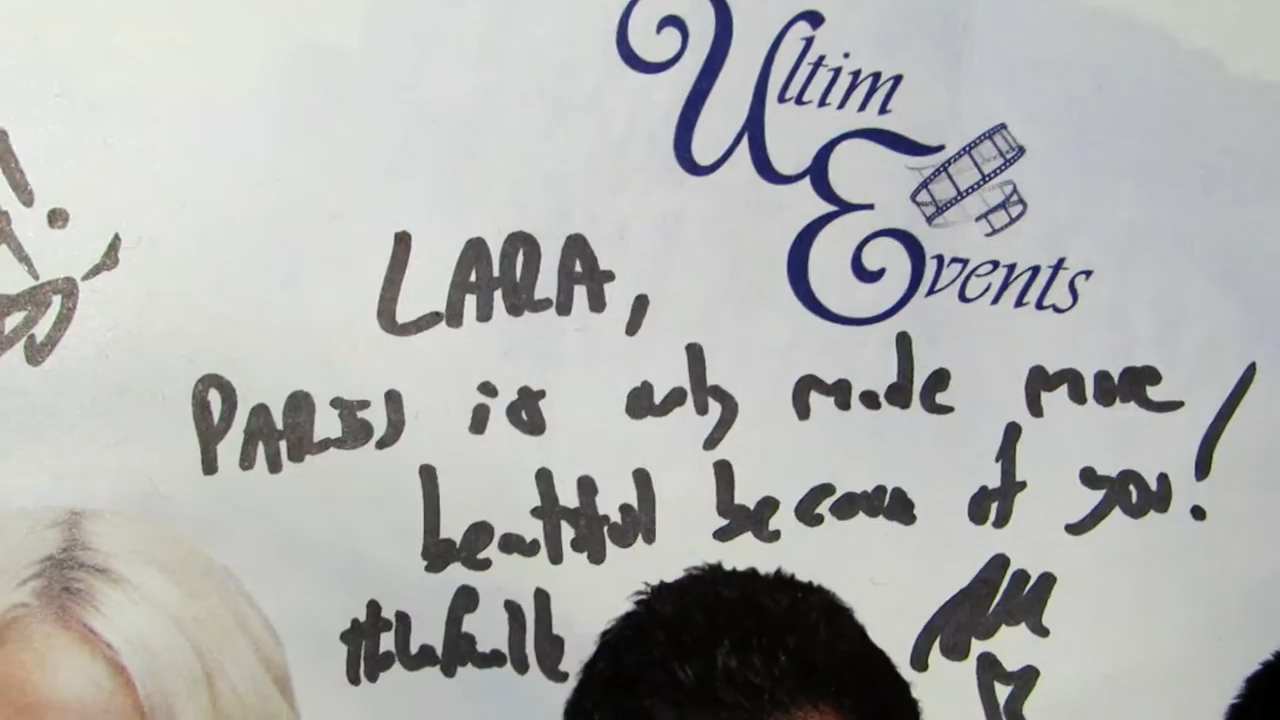 Ultim
Events
LARA,
PARIS is only made more
beautiful because of you!